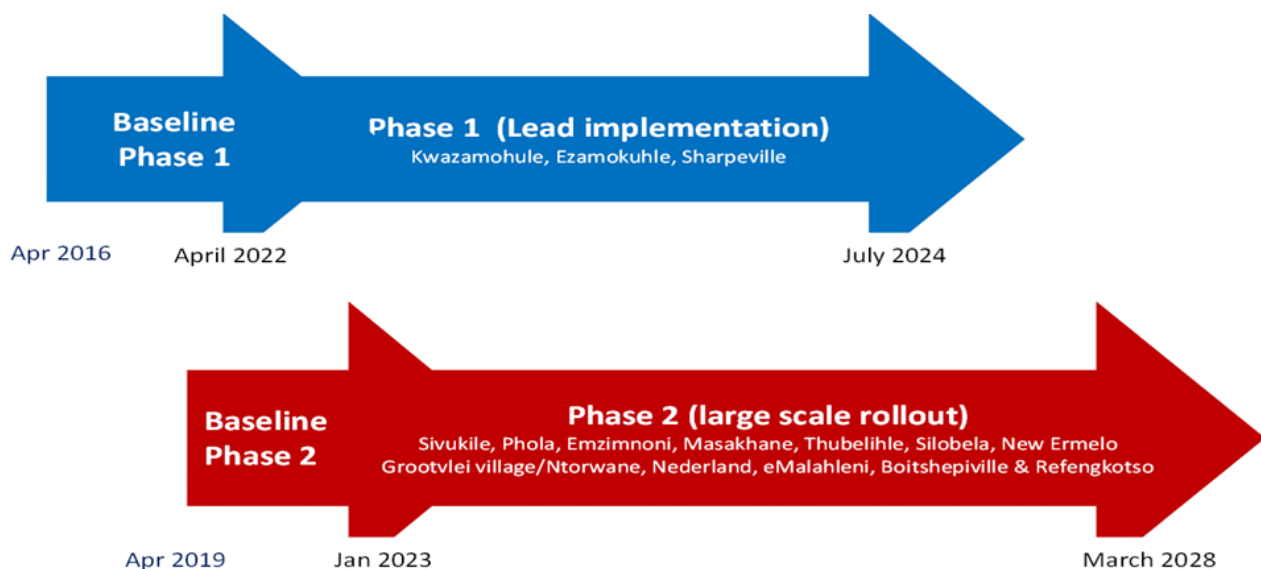 Baseline
Phase 1
Phase 1 (Lead implementation)
Kwazamohule, Ezamokuhle, Sharpeville
Apr 2016
April 2022
July 2024
Baseline
Phase 2
Phase 2 (large scale rollout)
Sivukile, Phola, Emzimnoni, Masakhane, Thubelihle, Silobela, New Ermelo
Grootvlei village/Ntorwane, Nederland, eMalahleni, Boitshepiville & Refengkotso
Apr 2019
Jan 2023
March 2028